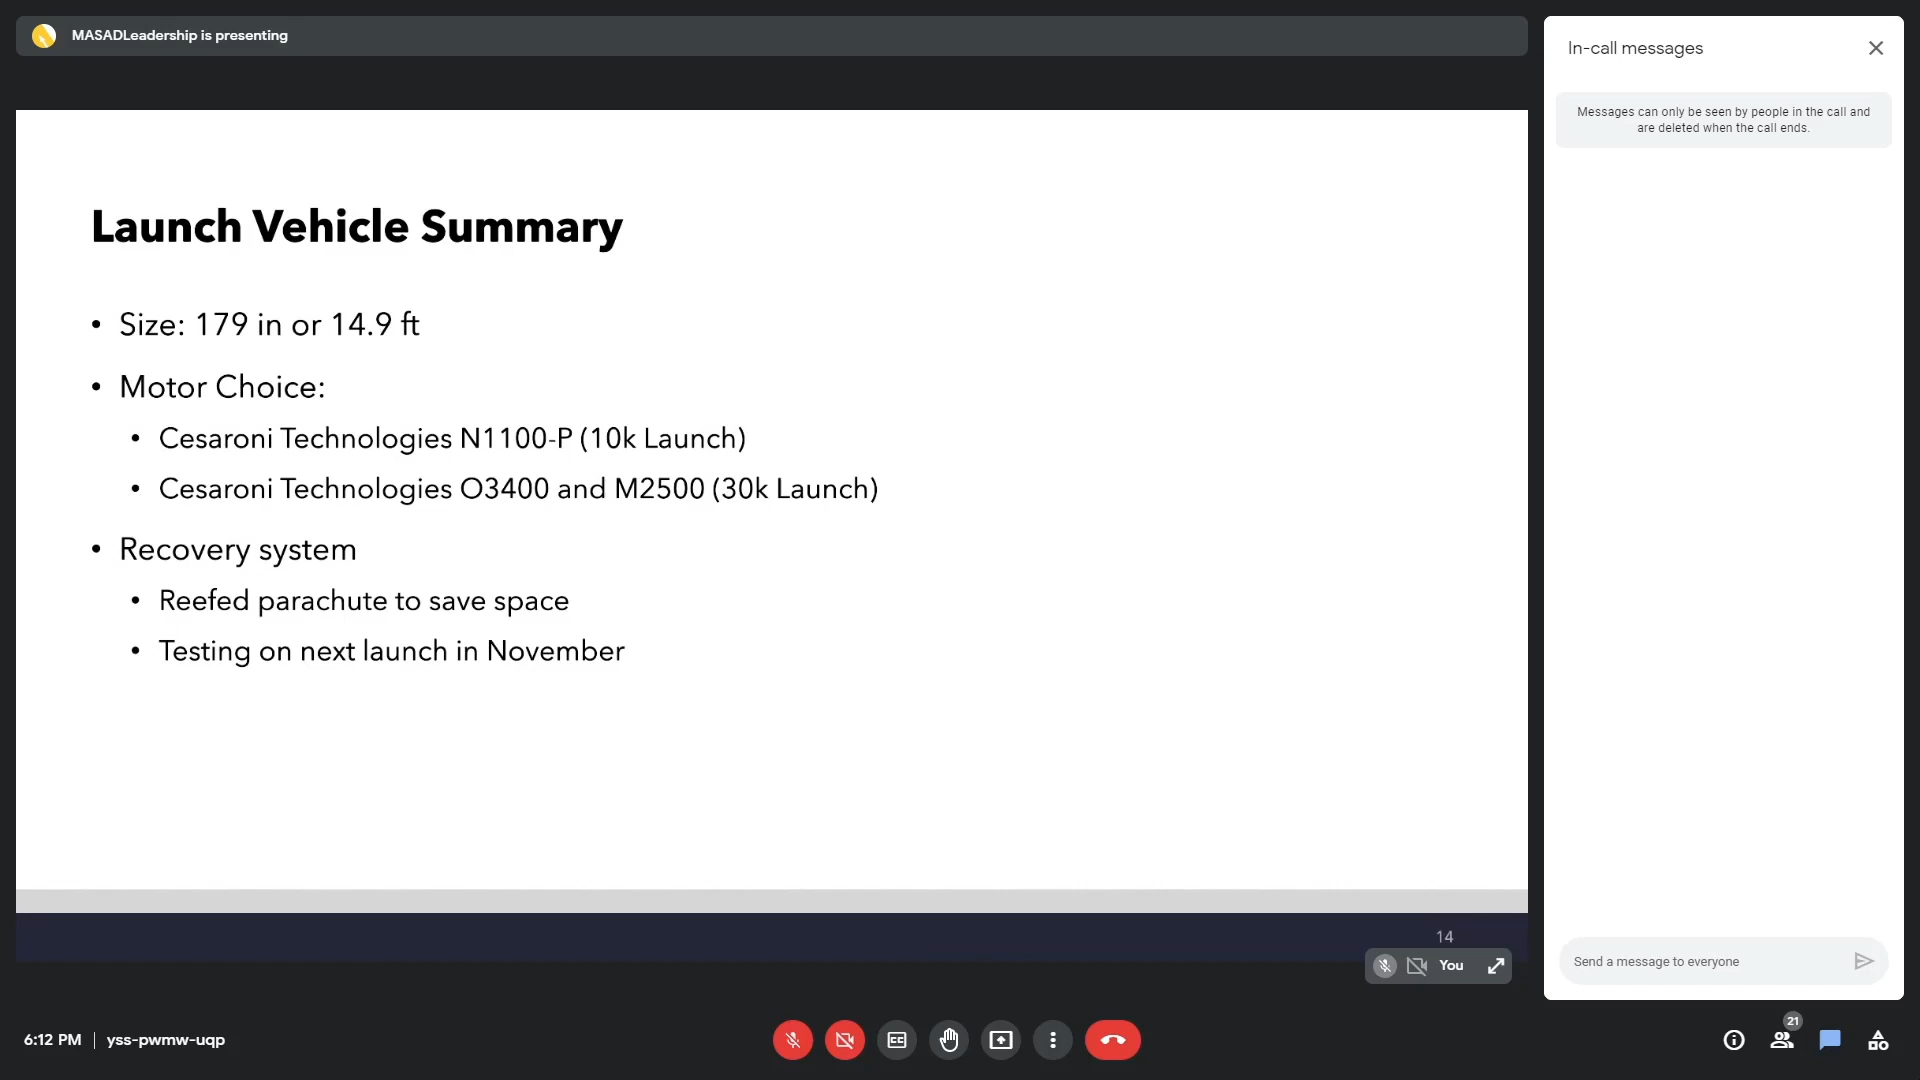 MASADLeadership is presenting
Launch Vehicle Summary
• Size: 179 in or 14.9 ft
• Motor Choice:
• Cesaroni Technologies N1100-P (10k Launch)
• Cesaroni Technologies O3400 and M2500 (30k Launch)
• Recovery system
• Reefed parachute to save space
• Testing on next launch in November
14
You
In-call messages
Messages can only be seen by people in the call and
are deleted when the call ends.
Send a message to everyone
6:12 PM | yss-pwmw-uqp
21